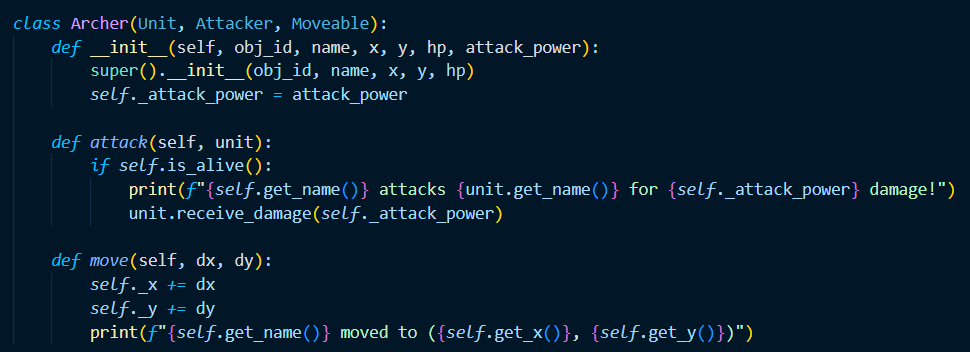 class Archer(Unit, Attacker, Moveable):
    def __init__(self, obj_id, name, x, y, hp, attack_power):
        super().__init__(obj_id, name, x, y, hp)
        self._attack_power = attack_power

    def attack(self, unit):
        if self.is_alive():
            print(f"{self.get_name()} attacks {unit.get_name()} for {self._attack_power} damage!")
            unit.receive_damage(self._attack_power)

    def move(self, dx, dy):
        self._x += dx
        self._y += dy
        print(f"{self.get_name()} moved to ({self.get_x()}, {self.get_y()})")